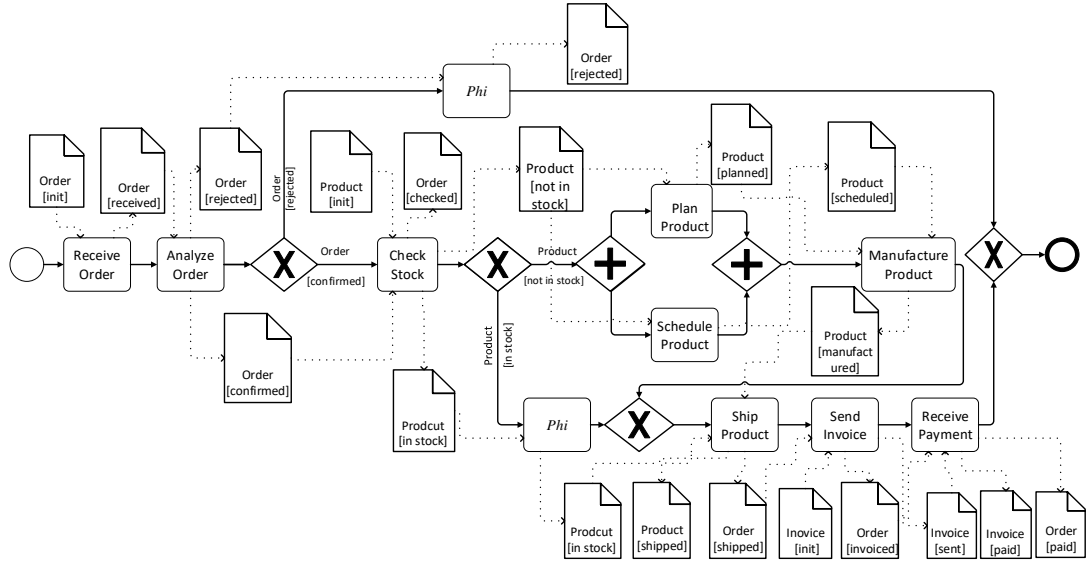 Order
[rejected]
Phi
Order
[init]
Order
[received]
Order
[rejected]
Order
[rejected]
Product
[init]
Order
[checked]
Product
[not in
stock]
Product
[planned]
Product
[scheduled]
Plan
Product
Receive
Order
Analyze
Order
X
Order
[confirmed]
Check
Stock
X
Product
[not in stock]
Manufacture
Product
X
Order
[confirmed]
Product
[in stock]
Schedule
Product
Product
[manufact
ured]
Prodcut
[in stock]
Phi
X
Ship
Product
Send
Invoice
Receive
Payment
Prodcut
[in stock]
Product
[shipped]
Order
[shipped]
Inovice
[init]
Order
[invoiced]
Invoice
[sent]
Invoice
[paid]
Order
[paid]